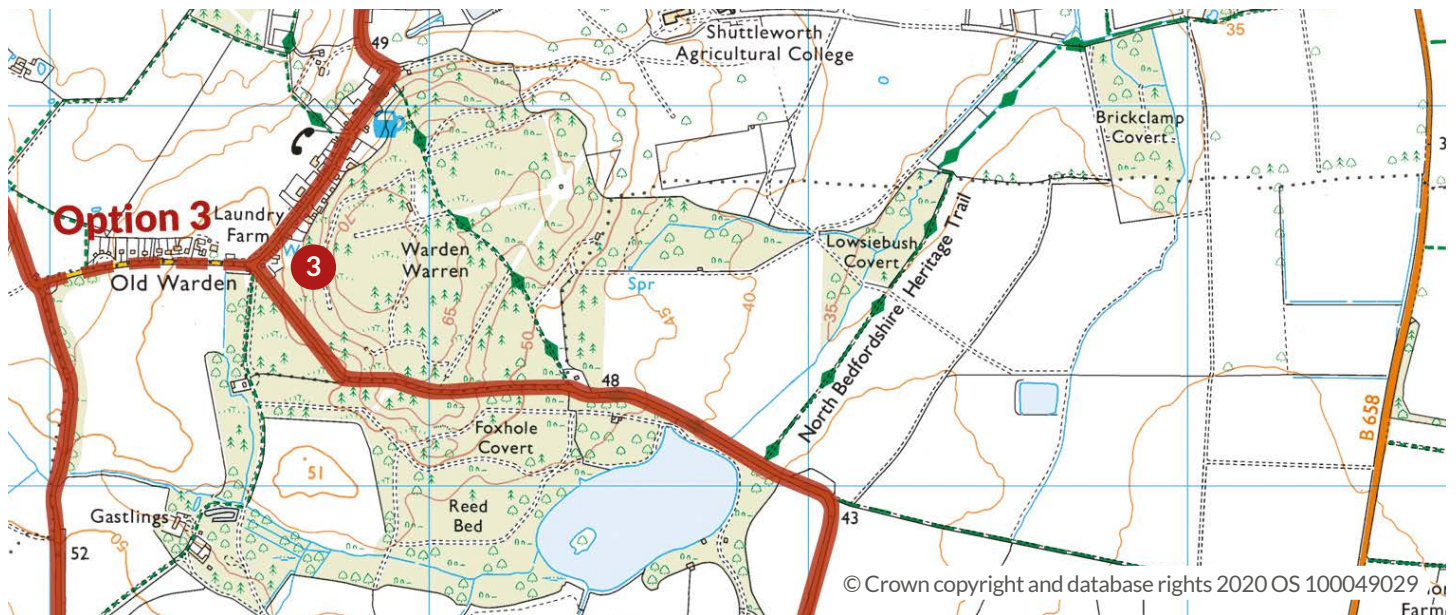 49
Shuttleworth
Agricultural College
35
Brickclamp
Covert
Option 3
Laundry
Farm
70
3
Warden
Warren
Lowsiebush
Covert
Old Warden
Spr
65
45
40
35
50
North Bedfordshire Heritage Trail
48
B 658
Foxhole
Covert
51
Reed
Bed
Gastlings
50
52
43
© Crown copyright and database rights 2020 OS 100049029
Farm